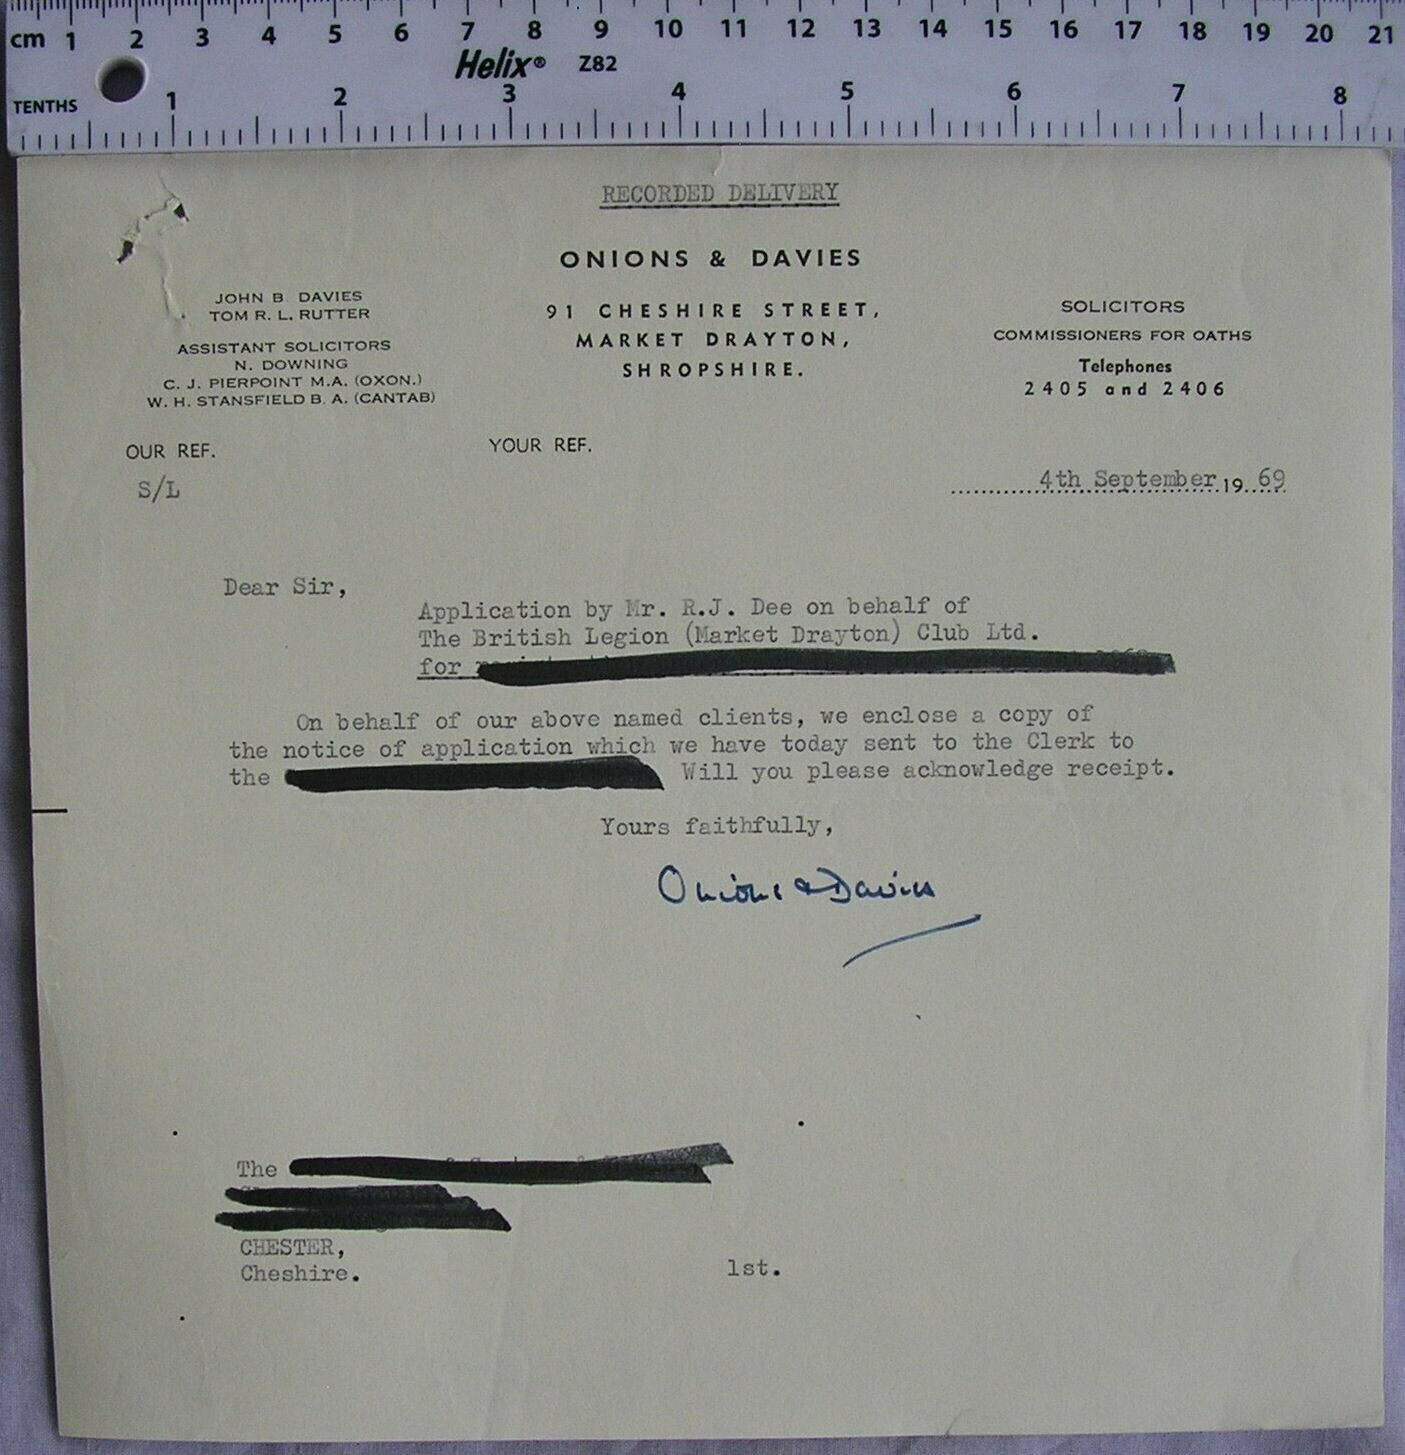 cm 1 2 3 4 5 6 7 8 9 10 11 12 13 14 15 16 17 18 19 20 21
Helix® Z82
TENTHS 1 2 3 4 5 6 7 8
RECORDED DELIVERY
ONIONS & DAVIES
91 CHESHIRE STREET,
MARKET DRAYTON,
SHROPSHIRE.
JOHN B DAVIES
TOM R. L. RUTTER
ASSISTANT SOLICITORS
N. DOWNING
C. J. PIERPOINT M.A. (OXON.)
W. H. STANSFIELD B. A. (CANTAB)
SOLICITORS
COMMISSIONERS FOR OATHS
Telephones
2405 and 2406
OUR REF.
S/L
YOUR REF.
4th September 1969
Dear Sir,
Application by Mr. R.J. Dee on behalf of
The British Legion (Market Drayton) Club Ltd.
for
On behalf of our above named clients, we enclose a copy of
the notice of application which we have today sent to the Clerk to
the Will you please acknowledge receipt.
Yours faithfully,
Onions & Davies
The
CHESTER,
Cheshire.
1st.